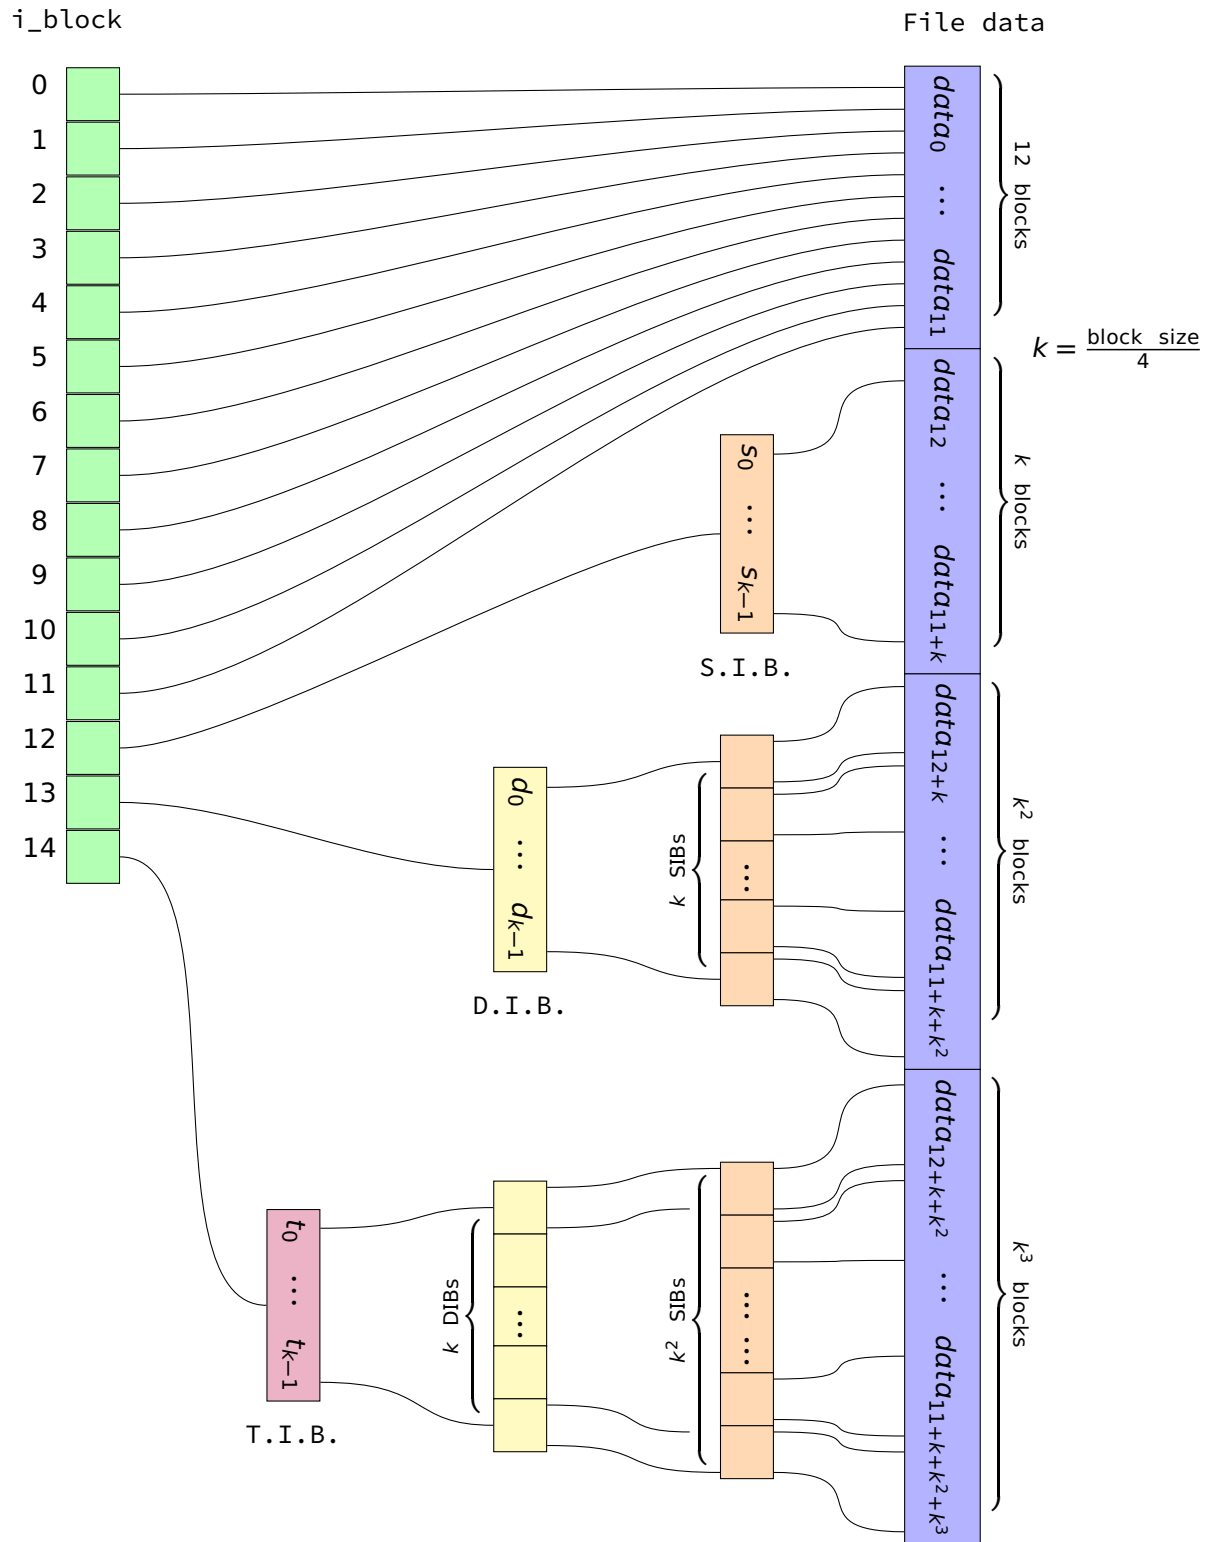 i_block
File data
0
1
2
3
4
5
6
7
8
9
10
11
12
13
14
data₀ ... data₁₁
12 blocks
k = block size / 4
data₁₂ ... data₁₁₊ₖ
k blocks
s₀ ... sₖ₋₁
S.I.B.
data₁₂₊ₖ ... data₁₁₊ₖ₊ₖ²
k² blocks
d₀ ... dₖ₋₁
D.I.B.
k SIBs
...
data₁₂₊ₖ₊ₖ² ... data₁₁₊ₖ₊ₖ²₊ₖ³
k³ blocks
t₀ ... tₖ₋₁
T.I.B.
k DIBs
...
k² SIBs
... ...